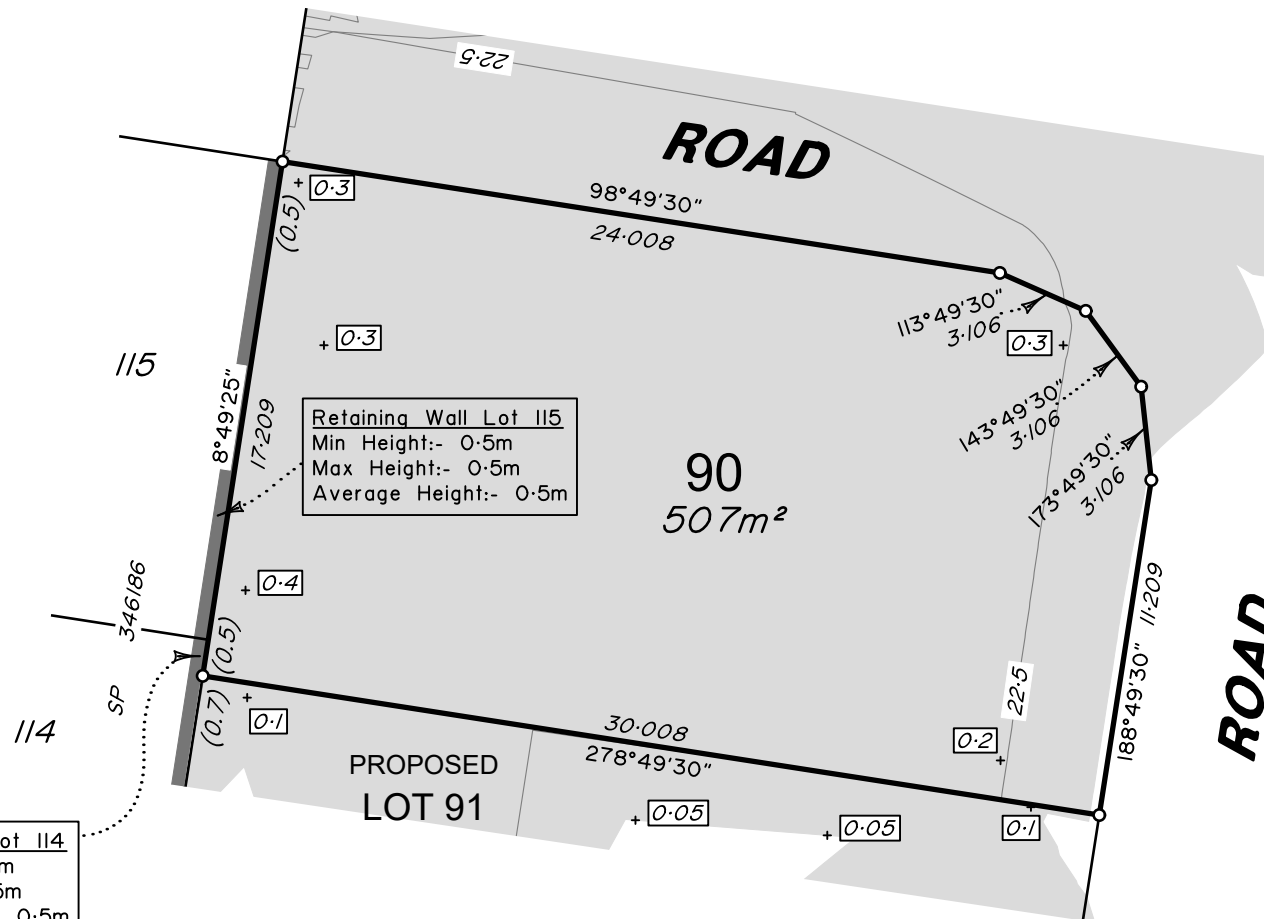 22·5
ROAD
98°49'30"
24·008
0·3
(0.5)
113°49'30"
3·106
0·3
0·3
115
8°49'25"
17·209
143°49'30"
3·106
Retaining Wall Lot 115
Min Height:- 0·5m
Max Height:- 0·5m
Average Height:- 0·5m
90
507m²
173°49'30"
3·106
11·209
188°49'30"
ROAD
0·4
346186
SP
(0.5)
22·5
(0.7)
0·1
114
30·008
278°49'30"
0·2
PROPOSED
LOT 91
0·05
0·05
0·1
ot 114
m
5m
0·5m